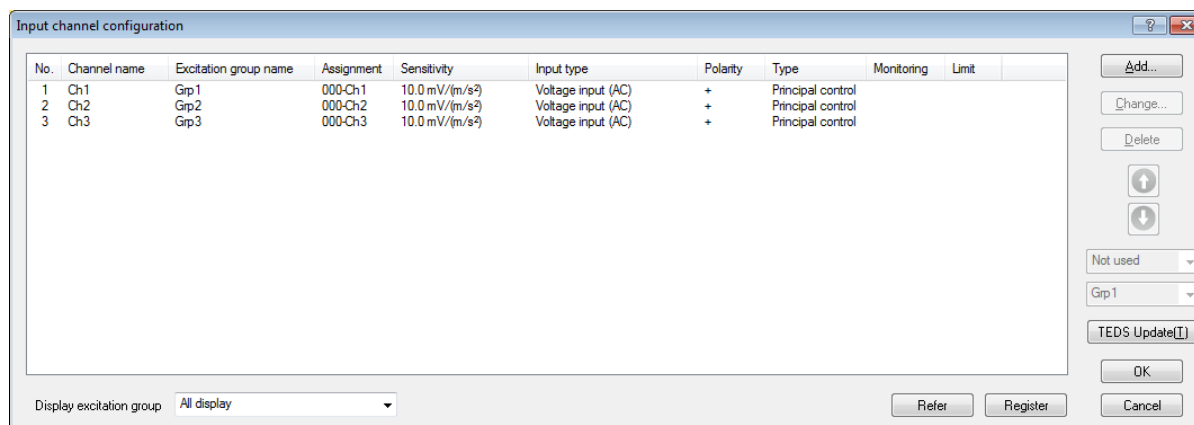 Input channel configuration
No. Channel name Excitation group name Assignment Sensitivity Input type Polarity Type Monitoring Limit
1 Ch1 Grp1 000-Ch1 10.0 mV/(m/s²) Voltage input (AC) + Principal control
2 Ch2 Grp2 000-Ch2 10.0 mV/(m/s²) Voltage input (AC) + Principal control
3 Ch3 Grp3 000-Ch3 10.0 mV/(m/s²) Voltage input (AC) + Principal control
Add...
Change...
Delete
Not used
Grp1
TEDS Update(T)
OK
Display excitation group All display Refer Register Cancel